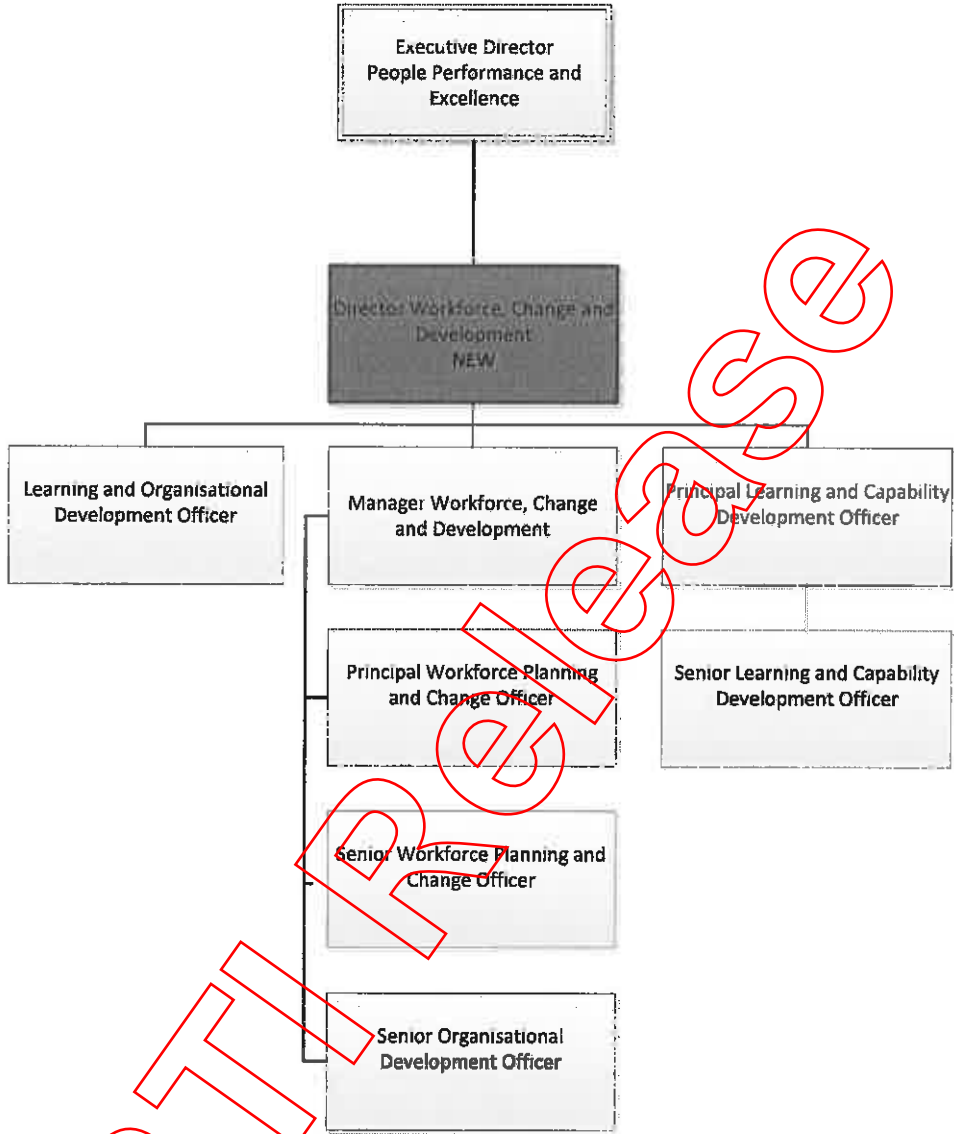 Executive Director
People Performance and
Excellence
Director Workforce, Change and
Development
NEW
Learning and Organisational
Development Officer
Manager Workforce, Change
and Development
Principal Learning and Capability
Development Officer
Principal Workforce Planning
and Change Officer
Senior Learning and Capability
Development Officer
Senior Workforce Planning and
Change Officer
Senior Organisational
Development Officer
TI Release